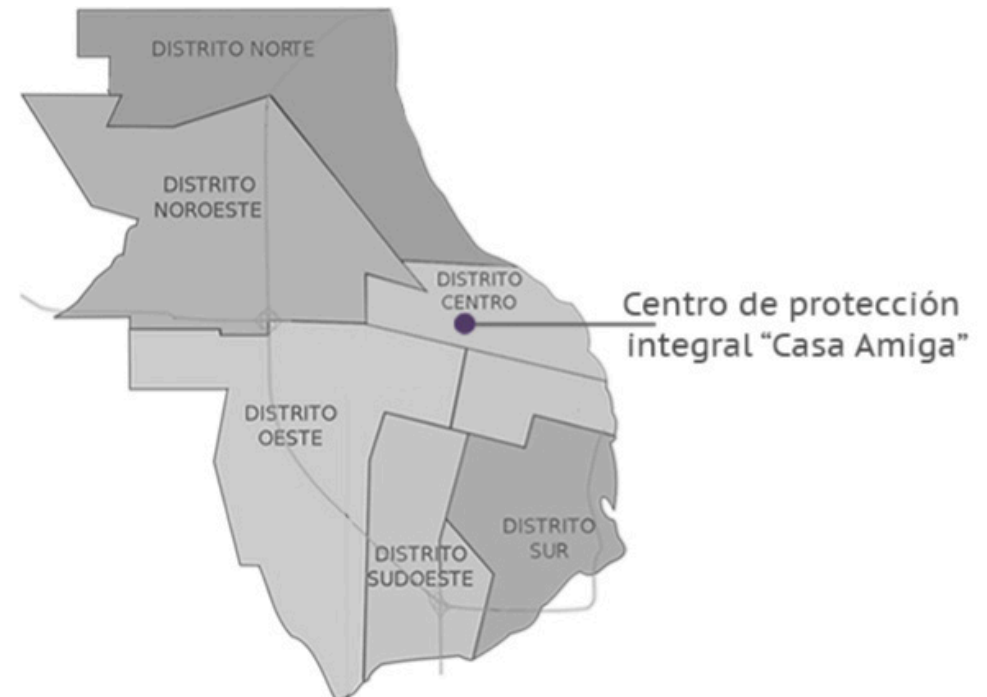 DISTRITO NORTE
DISTRITO
NOROESTE
DISTRITO
CENTRO
Centro de protección
integral “Casa Amiga”
DISTRITO
OESTE
DISTRITO
SUR
DISTRITO
SUDOESTE